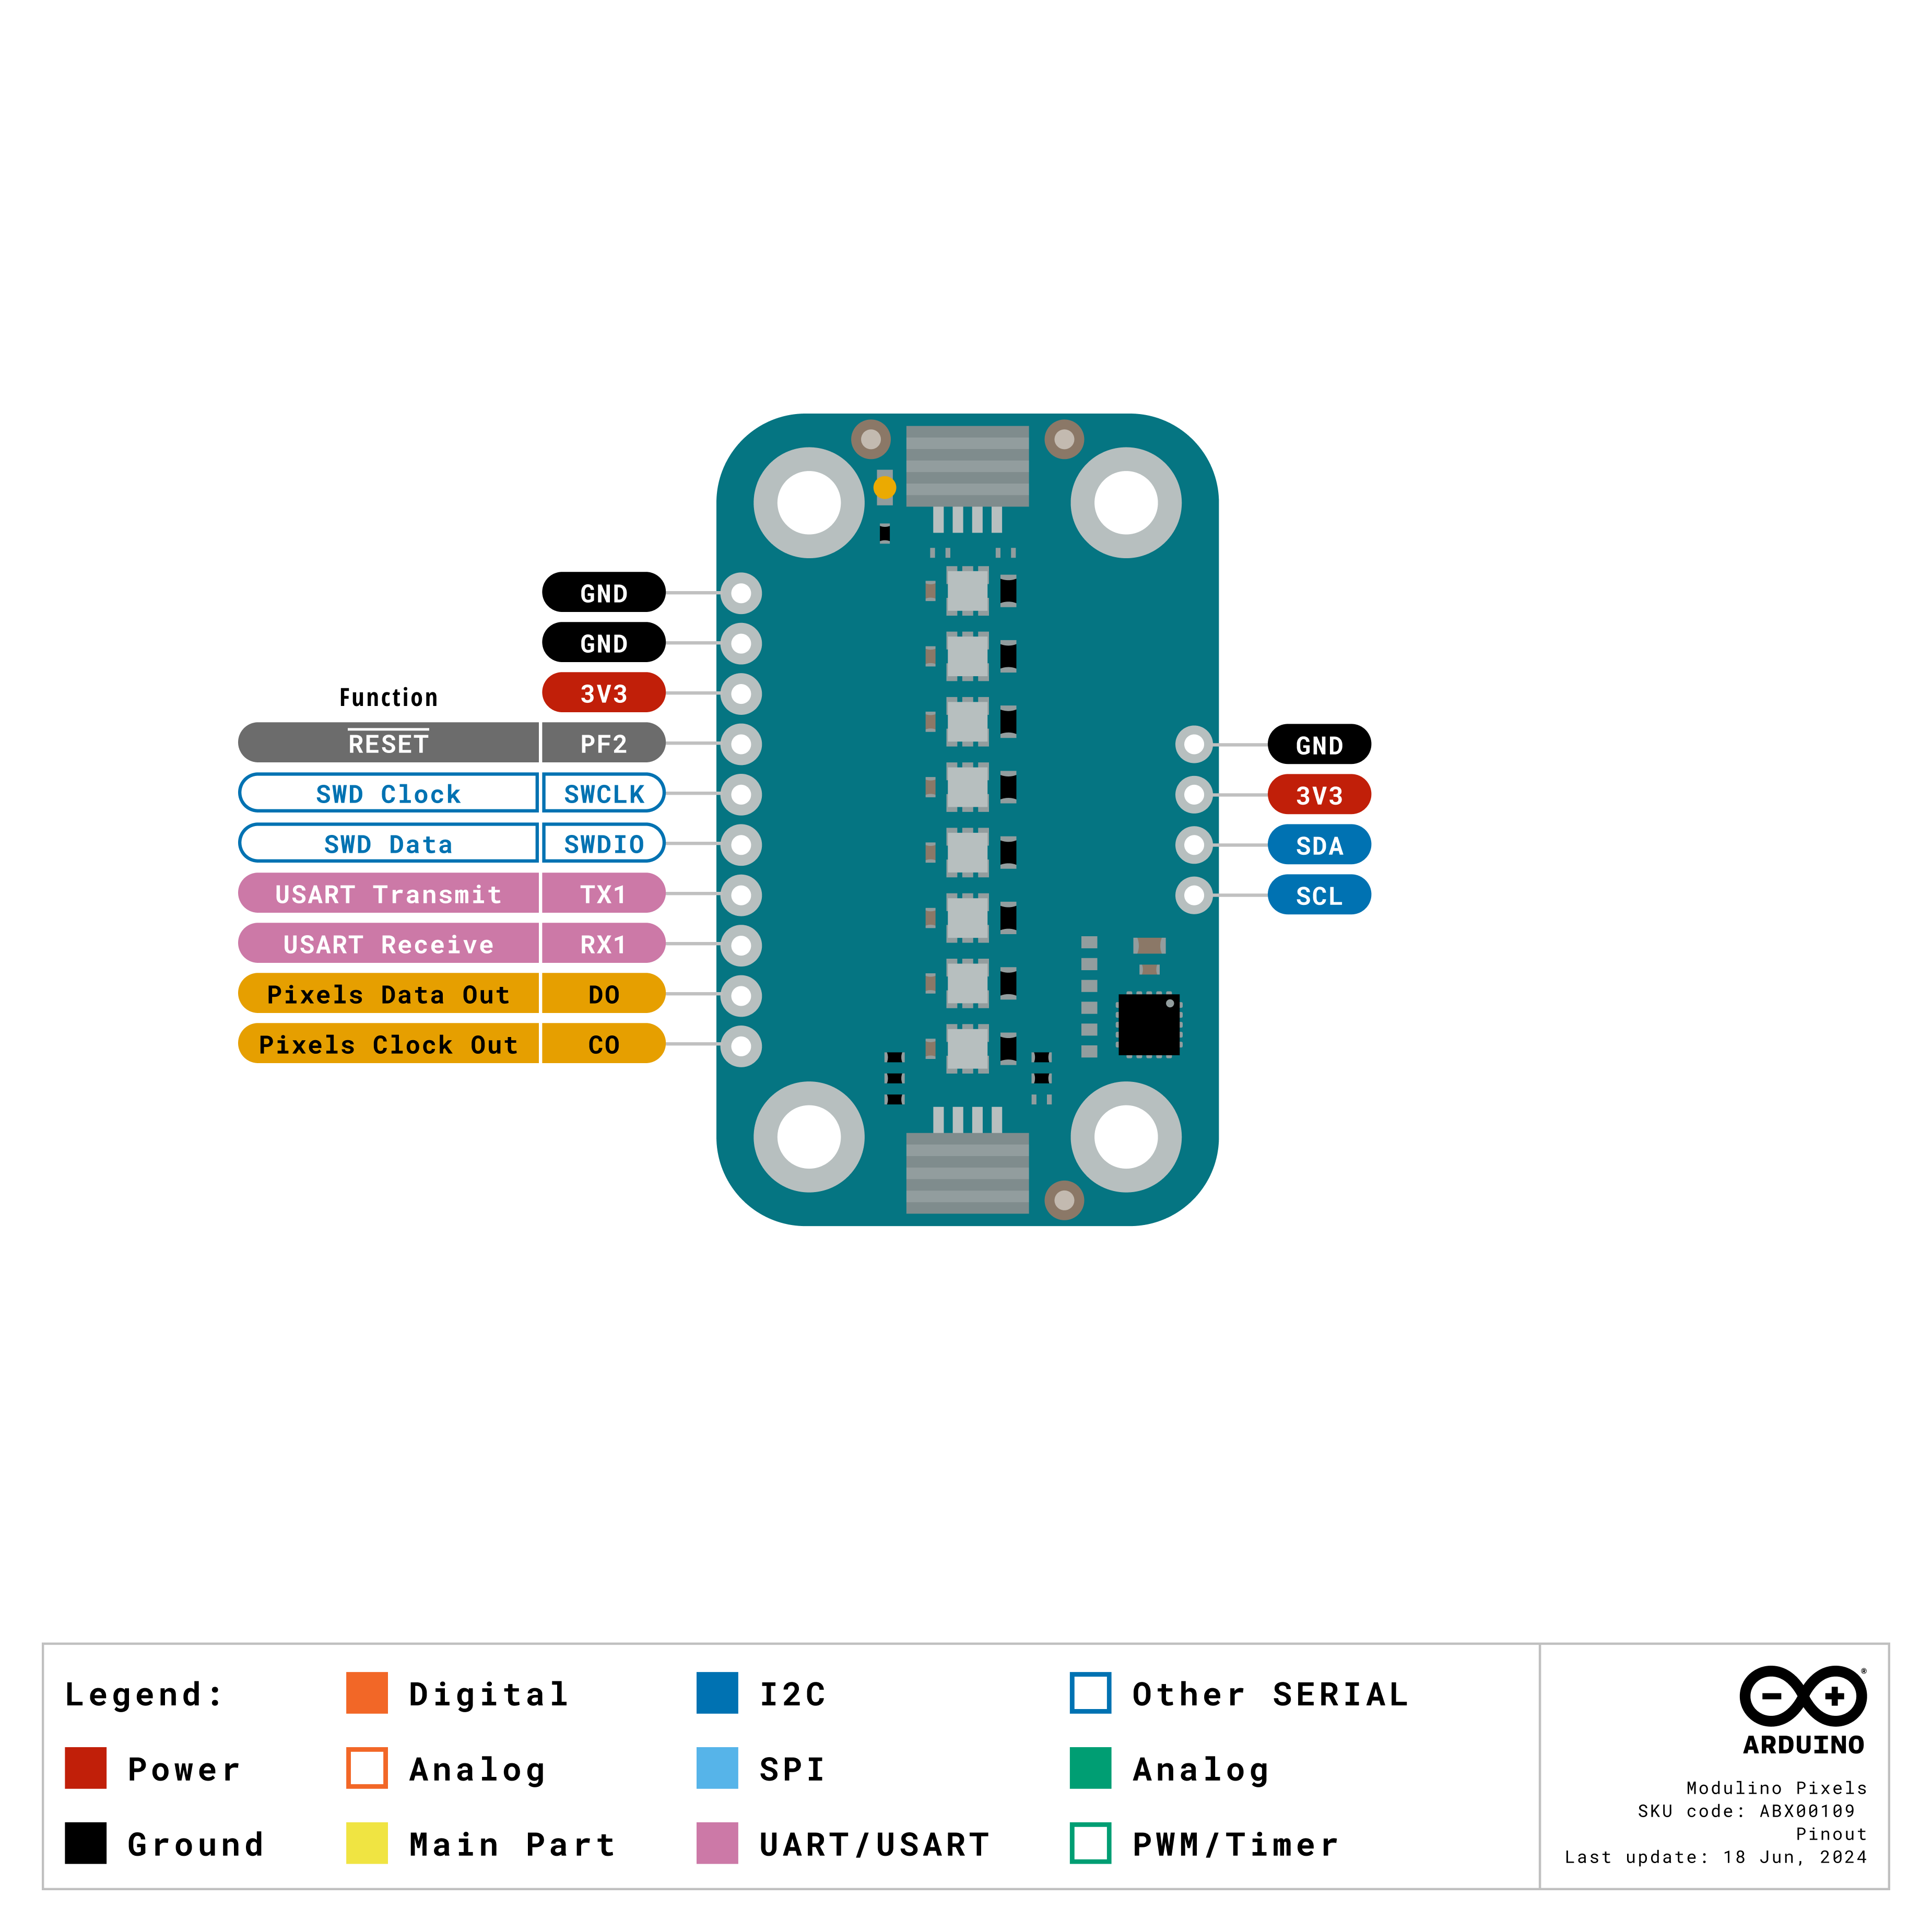 GND
GND
Function 3V3
RESET PF2
SWD Clock SWCLK
SWD Data SWDIO
USART Transmit TX1
USART Receive RX1
Pixels Data Out DO
Pixels Clock Out CO
GND
3V3
SDA
SCL
Legend:
Power
Ground
Digital
Analog
Main Part
I2C
SPI
UART/USART
Other SERIAL
Analog
PWM/Timer
®
ARDUINO
Modulino Pixels
SKU code: ABX00109
Pinout
Last update: 18 Jun, 2024